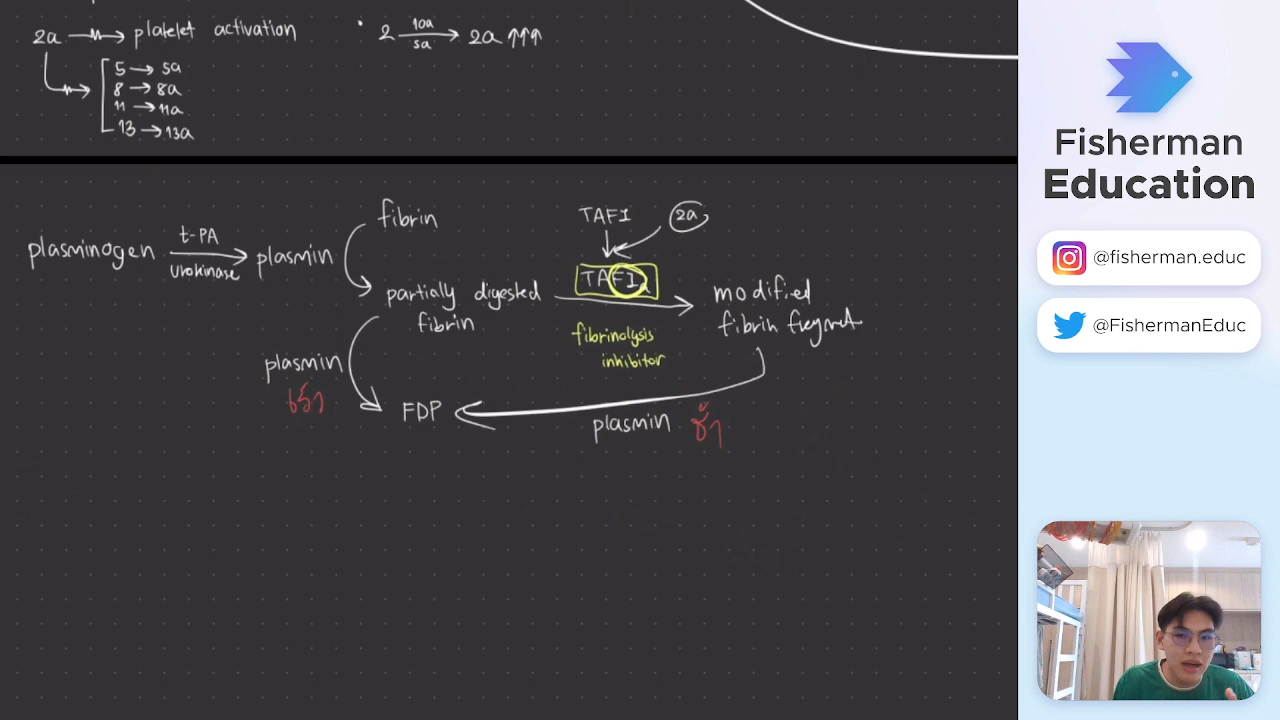 2a → platelet activation
5 → 5a
8 → 8a
11 → 11a
13 → 13a
2 10a 5a → 2a ↑↑↑
plasminogen t-PA urokinase → plasmin
fibrin
partially digested
fibrin
plasmin
เร็ว
FDP
TAFI
2a
TAFIa
fibrinolysis
inhibitor
modified
fibrin
plasmin ช้า
Fisherman
Education
@fisherman.educ
@FishermanEduc